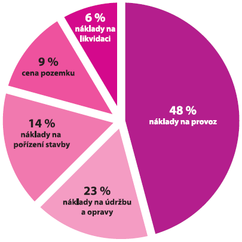 6 %
náklady na
likvidaci
9 %
cena pozemku
48 %
náklady na provoz
14 %
náklady na
pořízení stavby
23 %
náklady na údržbu
a opravy